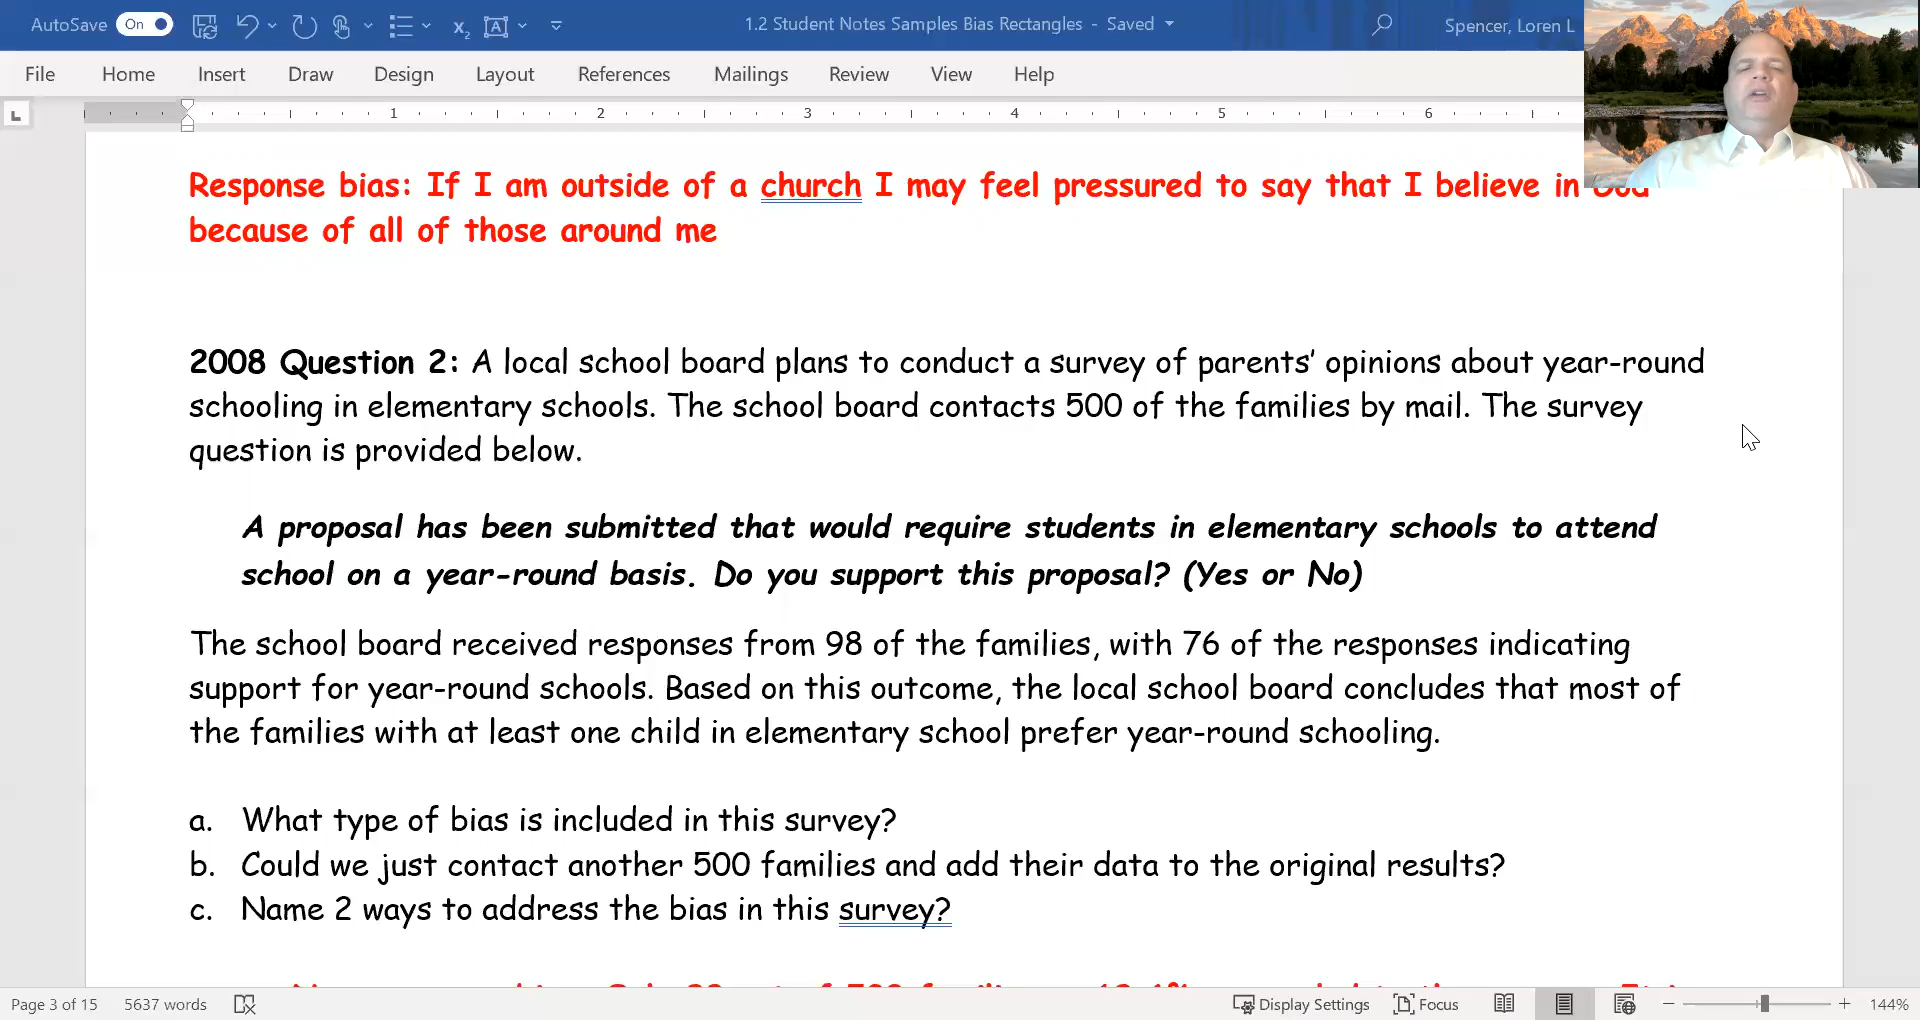 AutoSave On 1.2 Student Notes Samples Bias Rectangles - Saved Spencer, Loren L
File Home Insert Draw Design Layout References Mailings Review View Help
1 2 3 4 5 6
Response bias: If I am outside of a church I may feel pressured to say that I believe in God
because of all of those around me
2008 Question 2: A local school board plans to conduct a survey of parents’ opinions about year-round
schooling in elementary schools. The school board contacts 500 of the families by mail. The survey
question is provided below.
A proposal has been submitted that would require students in elementary schools to attend
school on a year-round basis. Do you support this proposal? (Yes or No)
The school board received responses from 98 of the families, with 76 of the responses indicating
support for year-round schools. Based on this outcome, the local school board concludes that most of
the families with at least one child in elementary school prefer year-round schooling.
a. What type of bias is included in this survey?
b. Could we just contact another 500 families and add their data to the original results?
c. Name 2 ways to address the bias in this survey?
Page 3 of 15 5637 words Display Settings Focus 144%